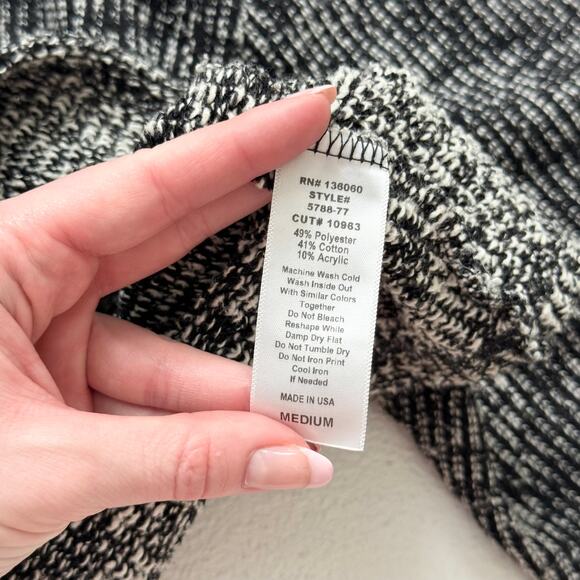 RN# 136060
STYLE#
5788-77
CUT# 10963
49% Polyester
41% Cotton
10% Acrylic
Machine Wash Cold
Wash Inside Out
With Similar Colors
Together
Do Not Bleach
Reshape While
Damp Dry Flat
Do Not Tumble Dry
Do Not Iron Print
Cool Iron
If Needed
MADE IN USA
MEDIUM